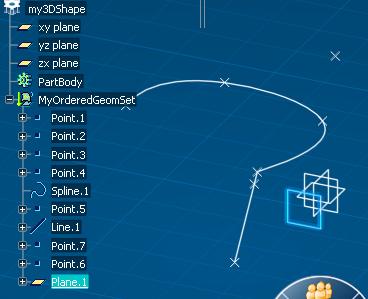 my3DShape
xy plane
yz plane
zx plane
PartBody
MyOrderedGeomSet
Point.1
Point.2
Point.3
Point.4
Spline.1
Point.5
Line.1
Point.7
Point.6
Plane.1